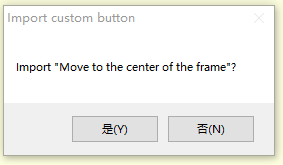 Import custom button
Import "Move to the center of the frame"?
是(Y)
否(N)